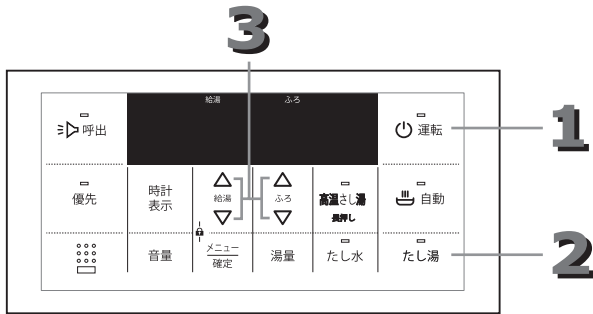 3
給湯 ふろ
呼出
運転
1
優先
時計
表示
給湯
ふろ
高温さし湯
長押し
自動
音量
メニュー
確定
湯量
たし水
たし湯
2